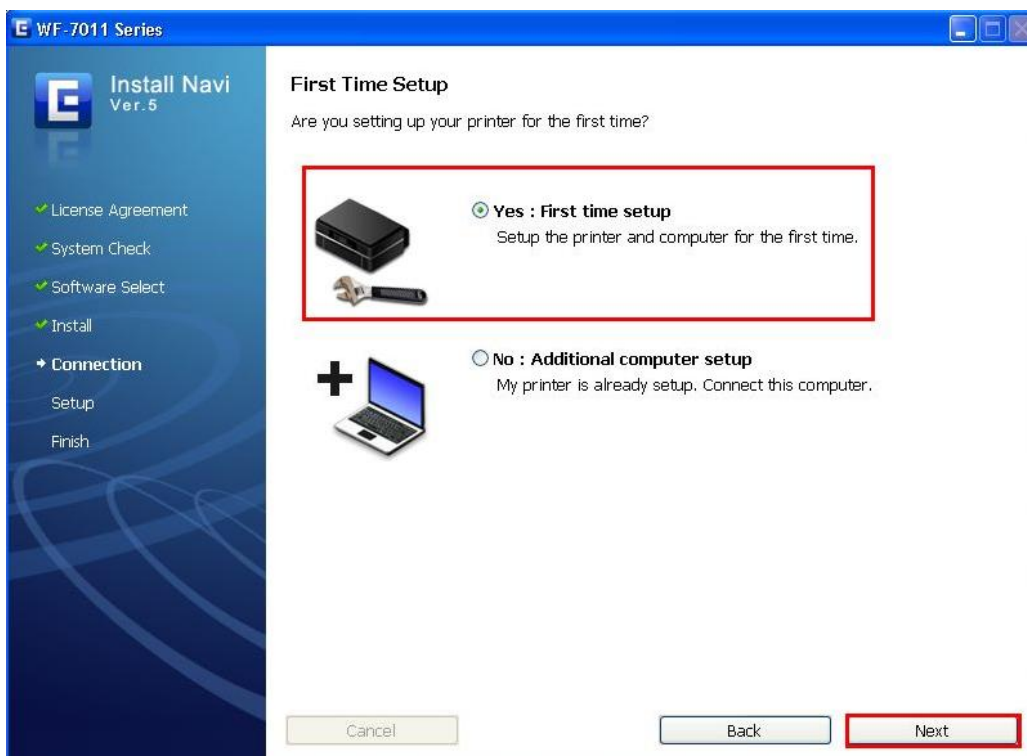 E WF-7011 Series
E
Install Navi
Ver.5
License Agreement
System Check
Software Select
Install
Connection
Setup
Finish
First Time Setup
Are you setting up your printer for the first time?
Yes : First time setup
Setup the printer and computer for the first time.
No : Additional computer setup
My printer is already setup. Connect this computer.
Cancel
Back
Next